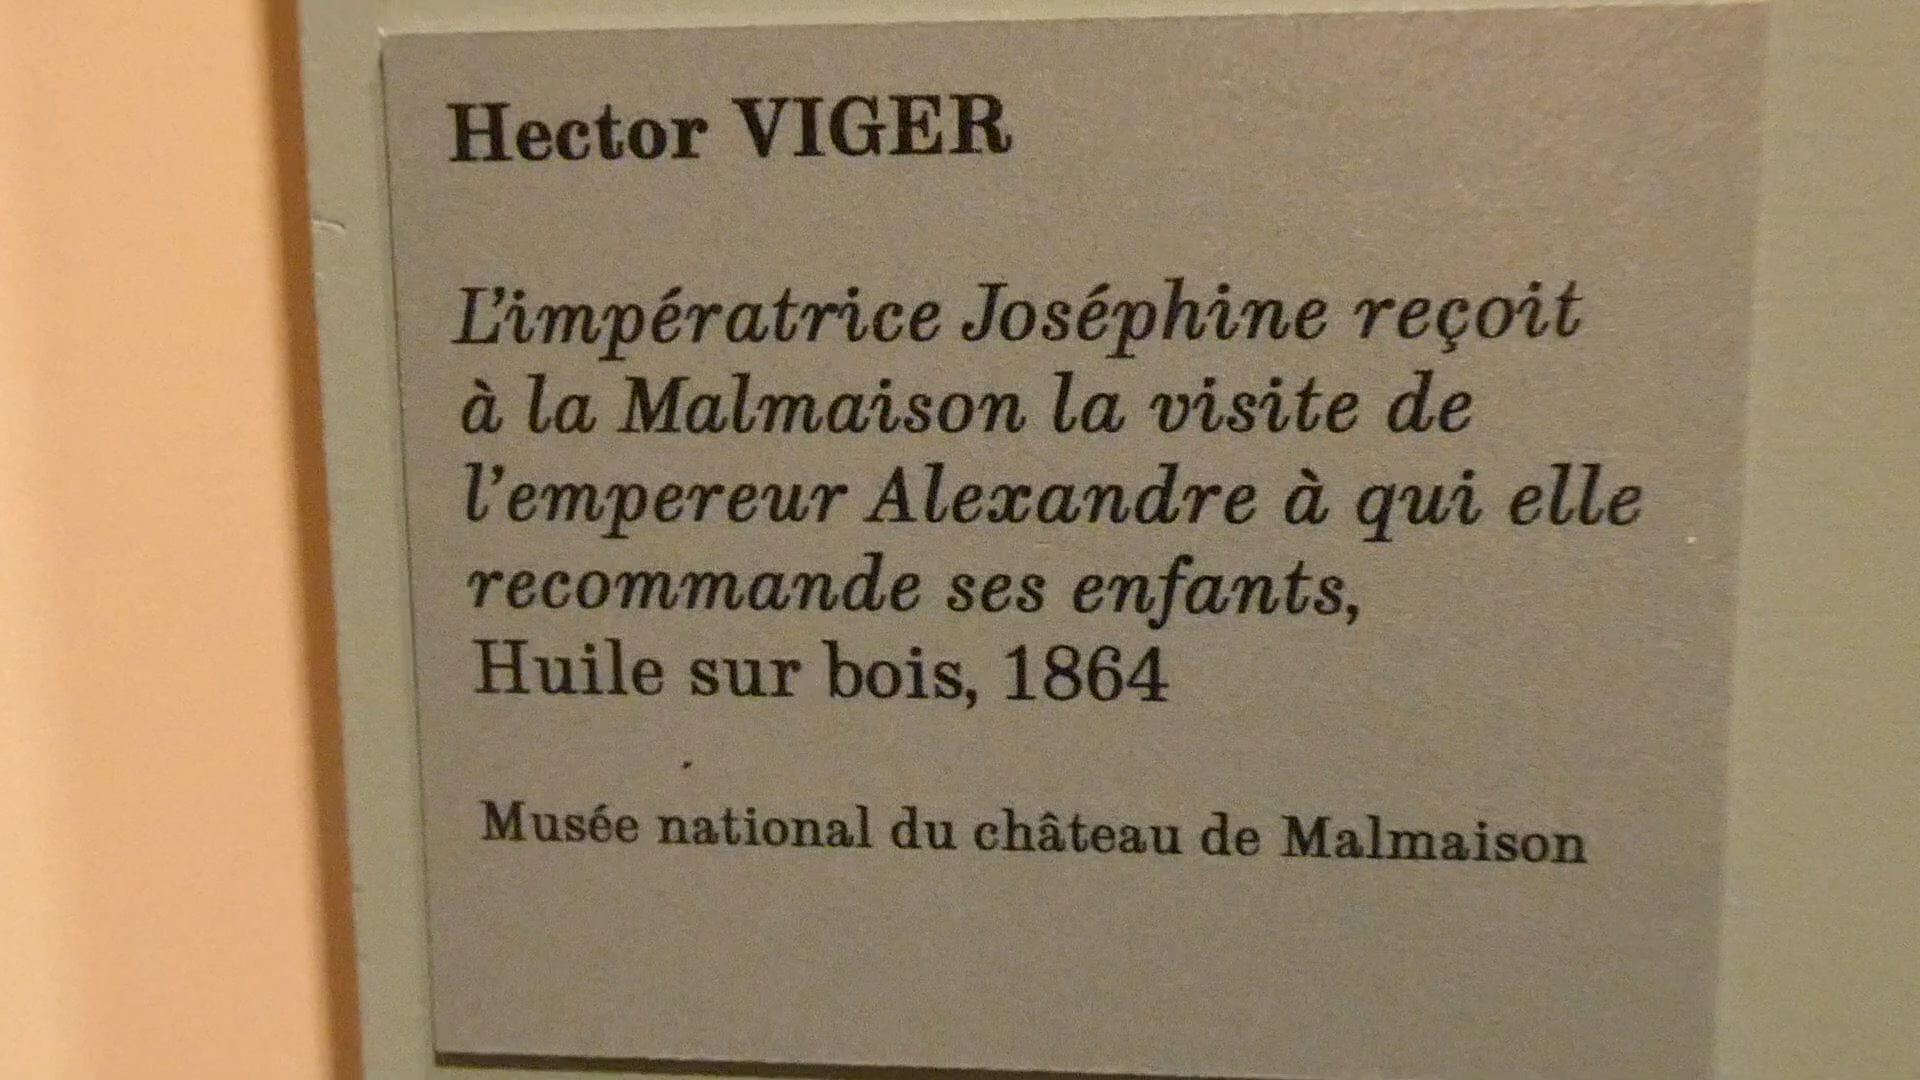 Hector VIGER
L'impératrice Joséphine reçoit
à la Malmaison la visite de
l'empereur Alexandre à qui elle
recommande ses enfants,
Huile sur bois, 1864
Musée national du château de Malmaison